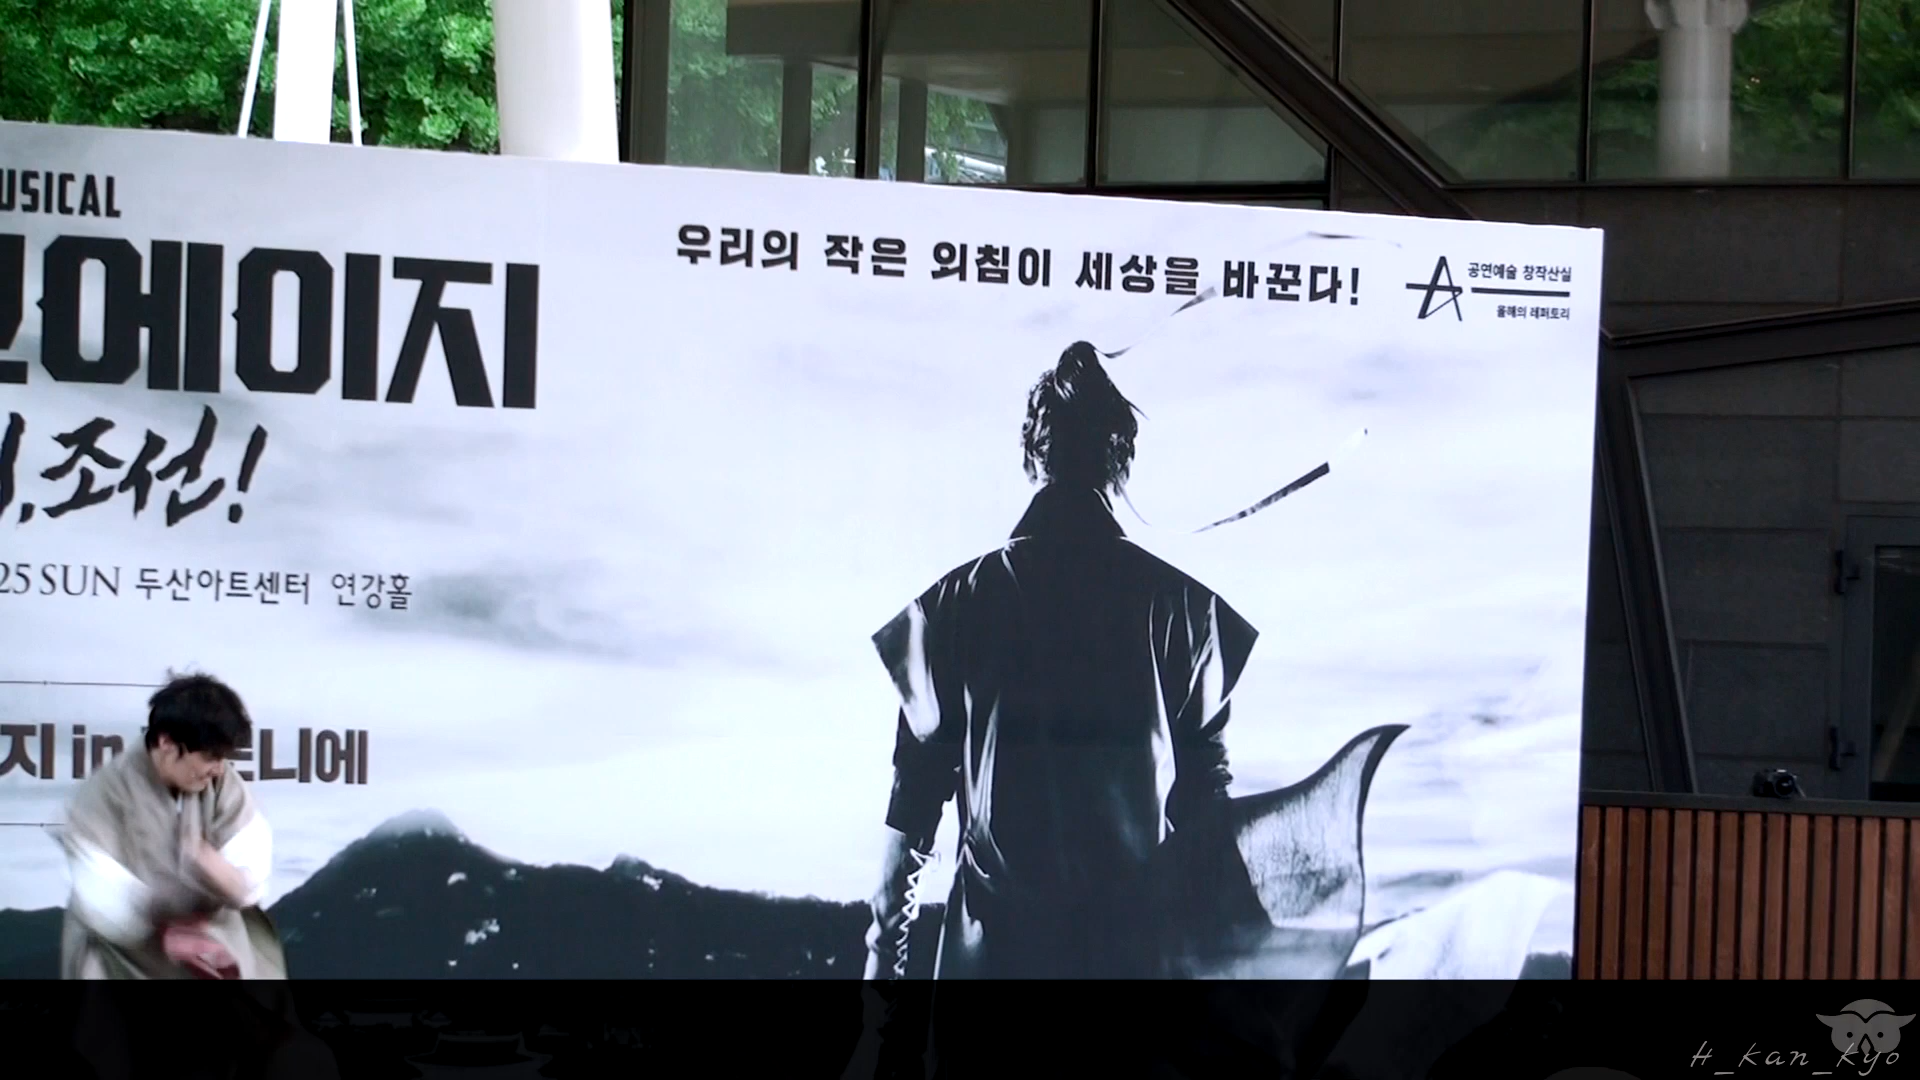 USICAL
우리의 작은 외침이 세상을 바꾼다!
공연예술 창작산실
올해의 레퍼토리
에이지
,조선!
25 SUN 두산아트센터 연강홀
지 in 니에
H_kan_kyo